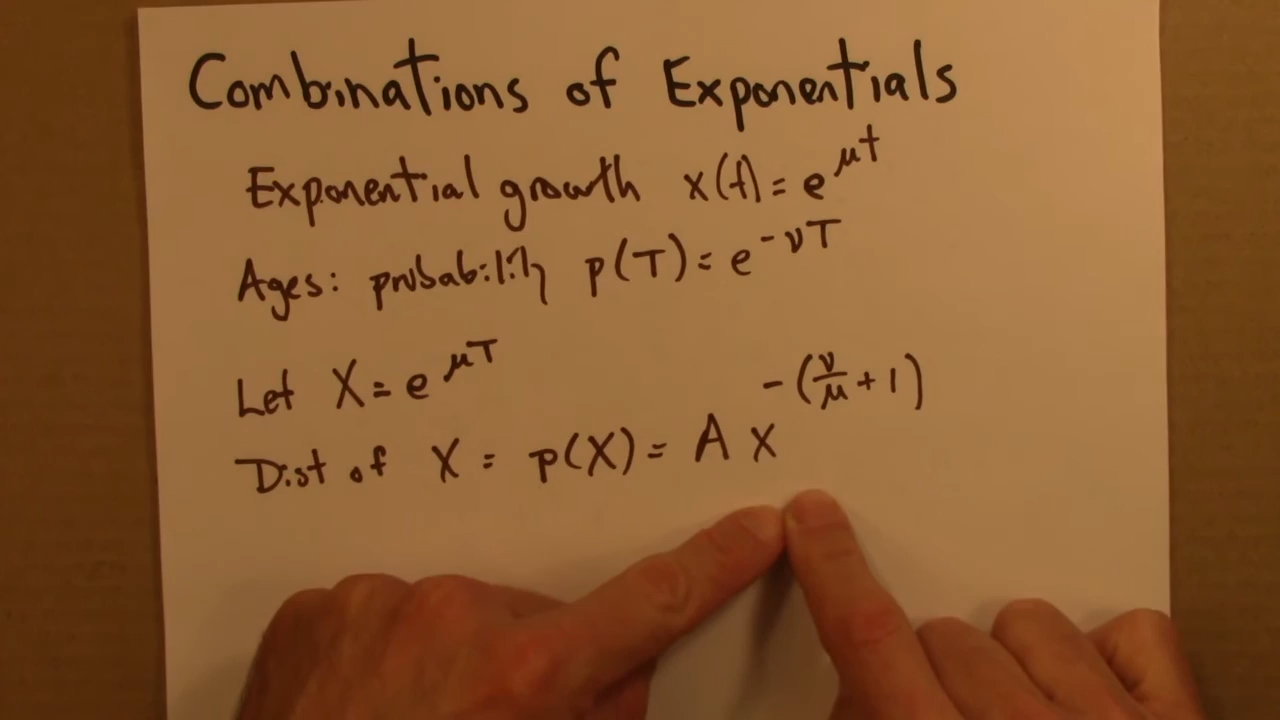 Combinations of Exponentials
Exponential growth x(t) = e^μt
Ages: probability p(T) = e^-νT
Let X = e^μT
Dist of X = p(X) = A X^-(ν/μ + 1)